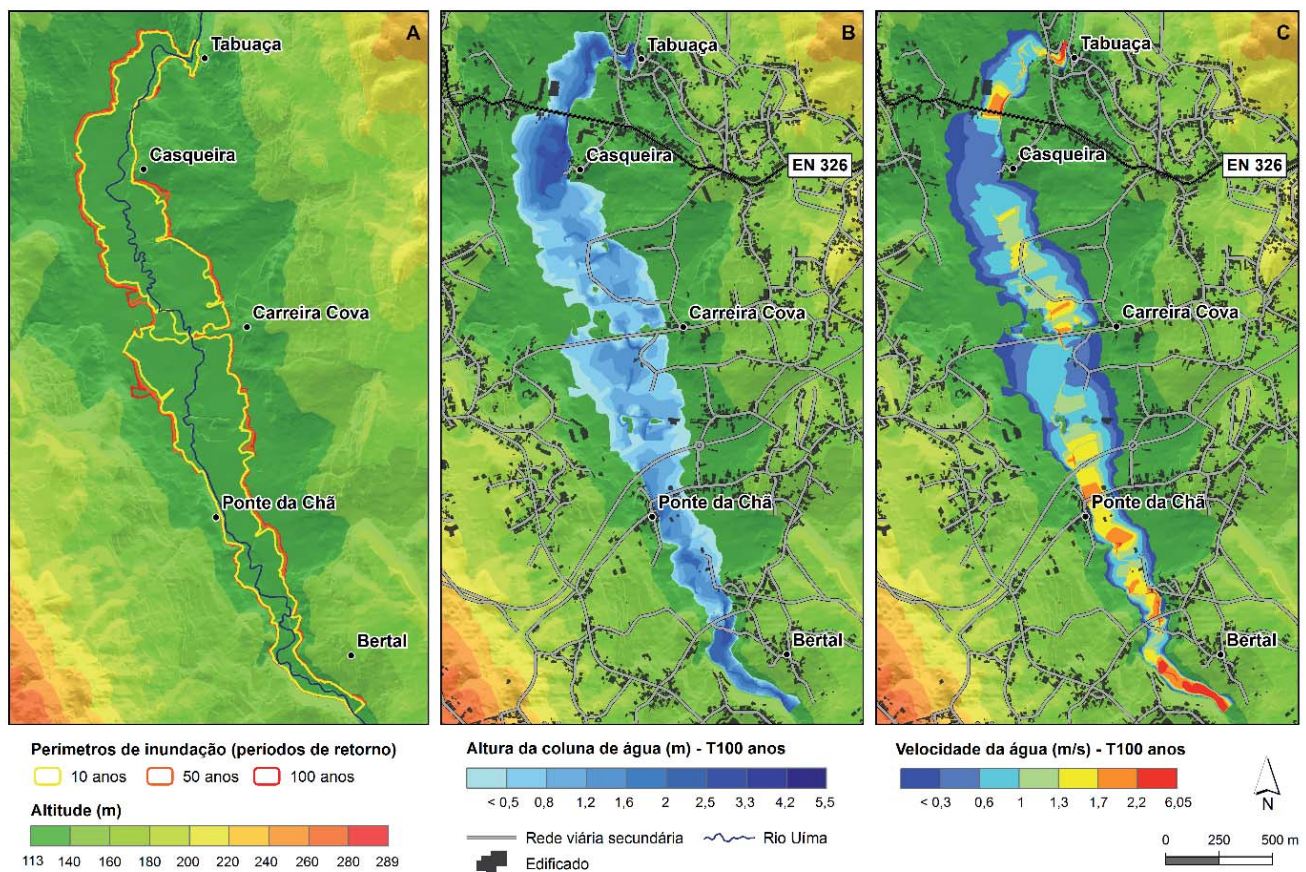 A
Tabuaça
Casqueira
Carreira Cova
Ponte da Chã
Bertal
B
Tabuaça
Casqueira
EN 326
Carreira Cova
Ponte da Chã
Bertal
C
Tabuaça
Casqueira
EN 326
Carreira Cova
Ponte da Chã
Bertal
Perímetros de inundação (períodos de retorno)
10 anos 50 anos 100 anos
Altitude (m)
113 140 160 180 200 220 240 260 280 289
Altura da coluna de água (m) - T100 anos
< 0,5 0,8 1,2 1,6 2 2,5 3,3 4,2 5,5
Rede viária secundária Rio Uíma
Edificado
Velocidade da água (m/s) - T100 anos
< 0,3 0,6 1 1,3 1,7 2,2 6,05
N
0 250 500 m